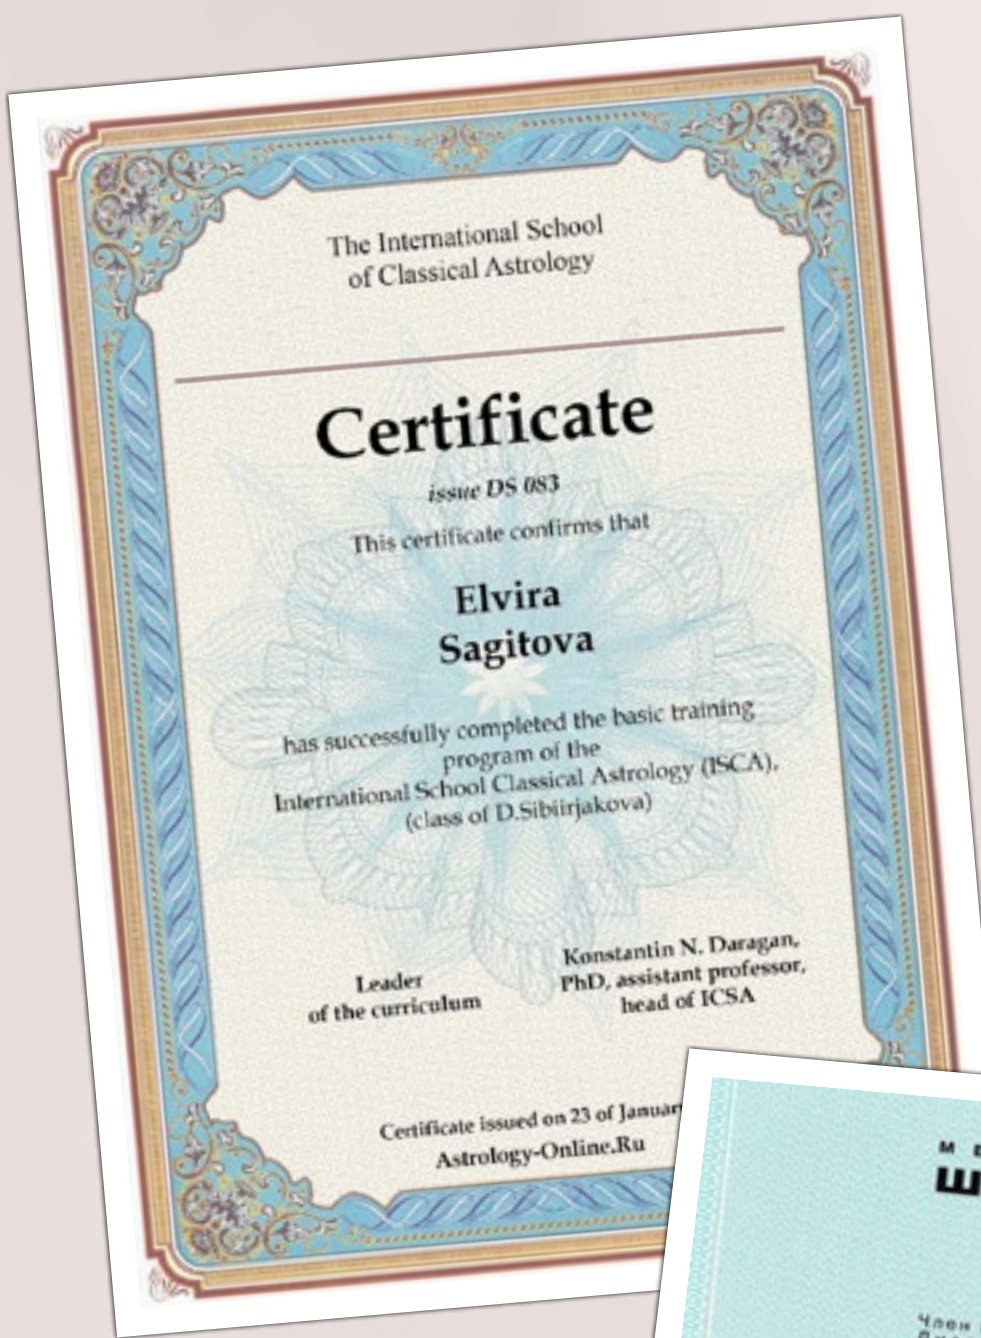 The International School
of Classical Astrology
Certificate
issue DS 083
This certificate confirms that
Elvira
Sagitova
has successfully completed the basic training
program of the
International School Classical Astrology (ISCA),
(class of D.Sibiirjakova)
Leader
of the curriculum
Konstantin N. Daragan,
PhD, assistant professor,
head of ICSA
Certificate issued on 23 of Januar
Astrology-Online.Ru
М
Член